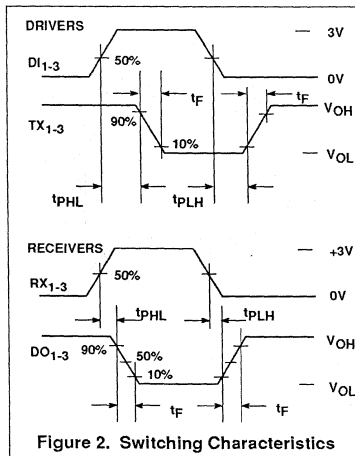 DRIVERS
3V
DI1-3
50%
0V
tF
VOH
TX1-3
90%
tF
10%
VOL
tPHL
tPLH
RECEIVERS
+3V
RX1-3
50%
0V
tPHL
tPLH
DO1-3
90%
VOH
50%
10%
VOL
tF
tF
Figure 2. Switching Characteristics